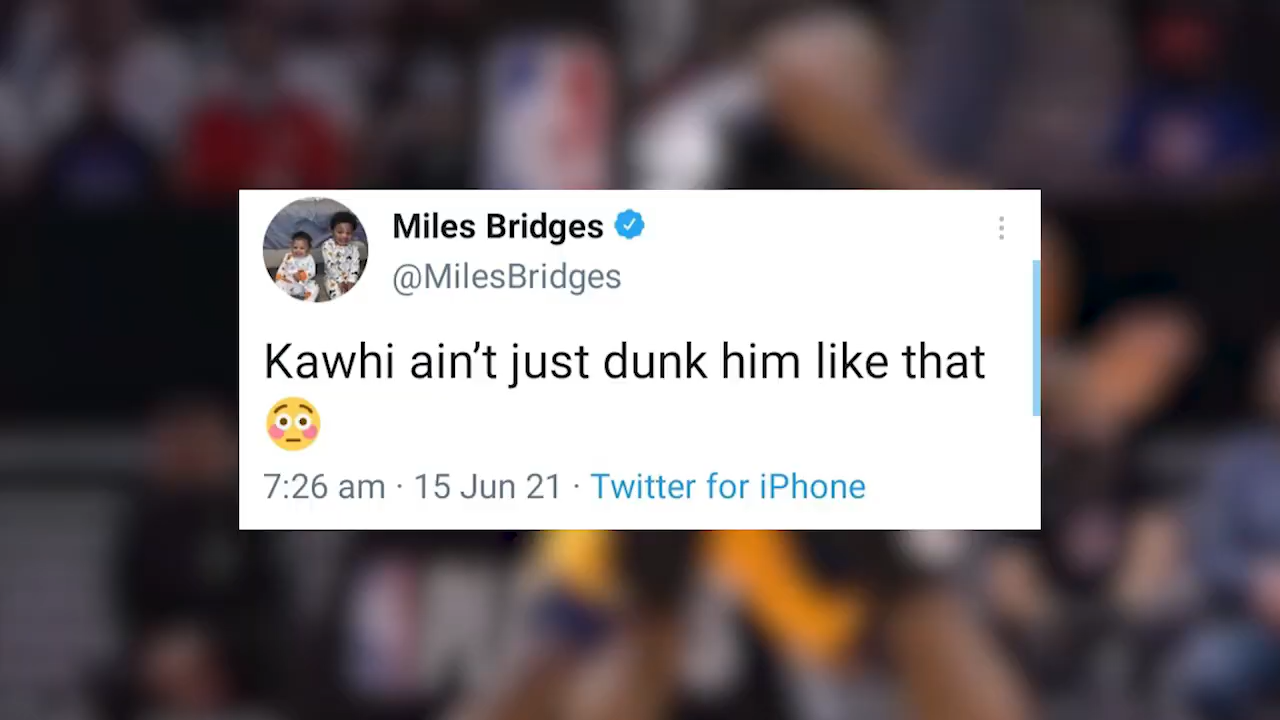 Miles Bridges
@MilesBridges
Kawhi ain’t just dunk him like that
😳
7:26 am · 15 Jun 21 · Twitter for iPhone